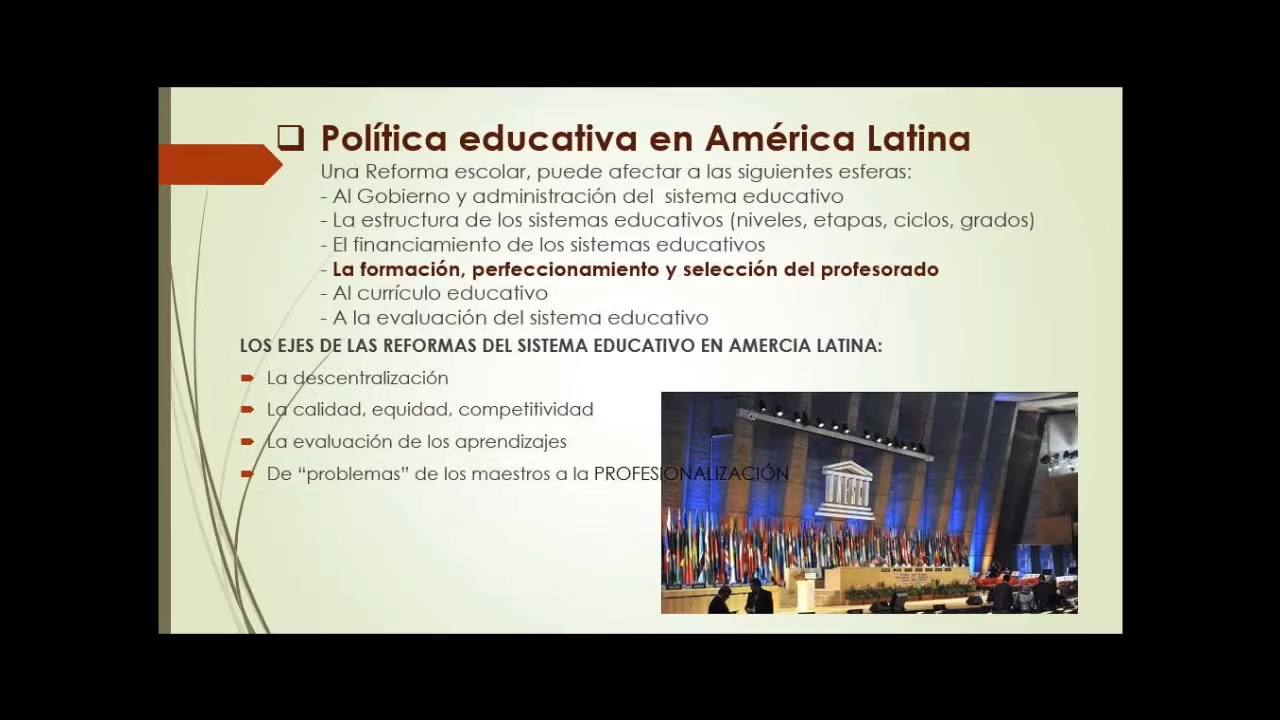 Política educativa en América Latina
Una Reforma escolar, puede afectar a las siguientes esferas:
- Al Gobierno y administración del sistema educativo
- La estructura de los sistemas educativos (niveles, etapas, ciclos, grados)
- El financiamiento de los sistemas educativos
- La formación, perfeccionamiento y selección del profesorado
- Al currículo educativo
- A la evaluación del sistema educativo
LOS EJES DE LAS REFORMAS DEL SISTEMA EDUCATIVO EN AMERCIA LATINA:
La descentralización
La calidad, equidad, competitividad
La evaluación de los aprendizajes
De “problemas” de los maestros a la PROFESIONALIZACIÓN